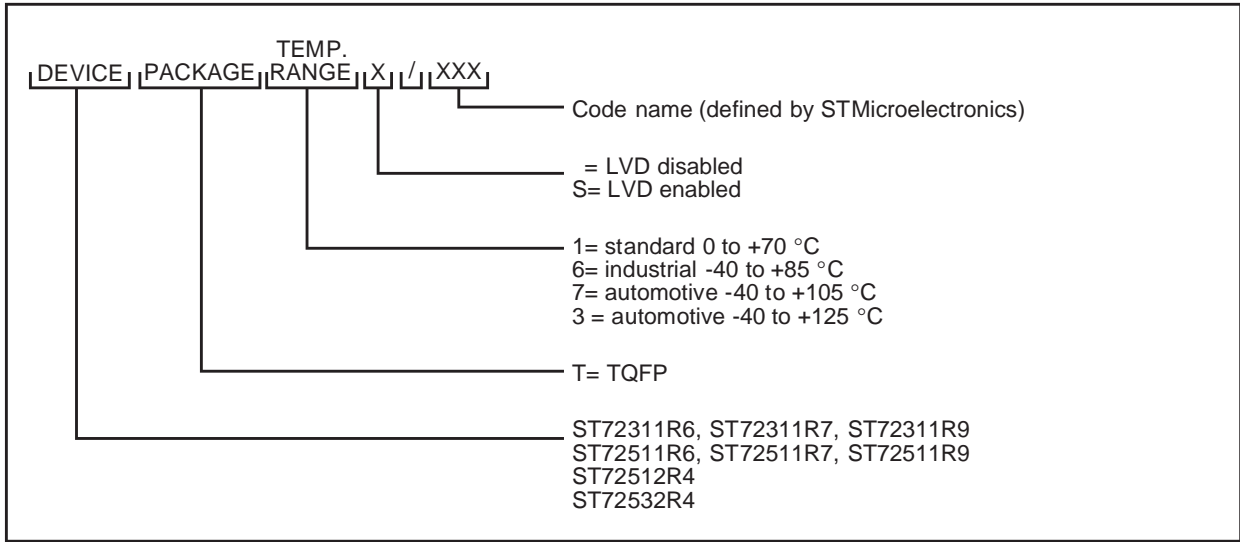 TEMP.
DEVICE PACKAGE RANGE X / XXX
Code name (defined by STMicroelectronics)
= LVD disabled
S= LVD enabled
1= standard 0 to +70 °C
6= industrial -40 to +85 °C
7= automotive -40 to +105 °C
3 = automotive -40 to +125 °C
T= TQFP
ST72311R6, ST72311R7, ST72311R9
ST72511R6, ST72511R7, ST72511R9
ST72512R4
ST72532R4